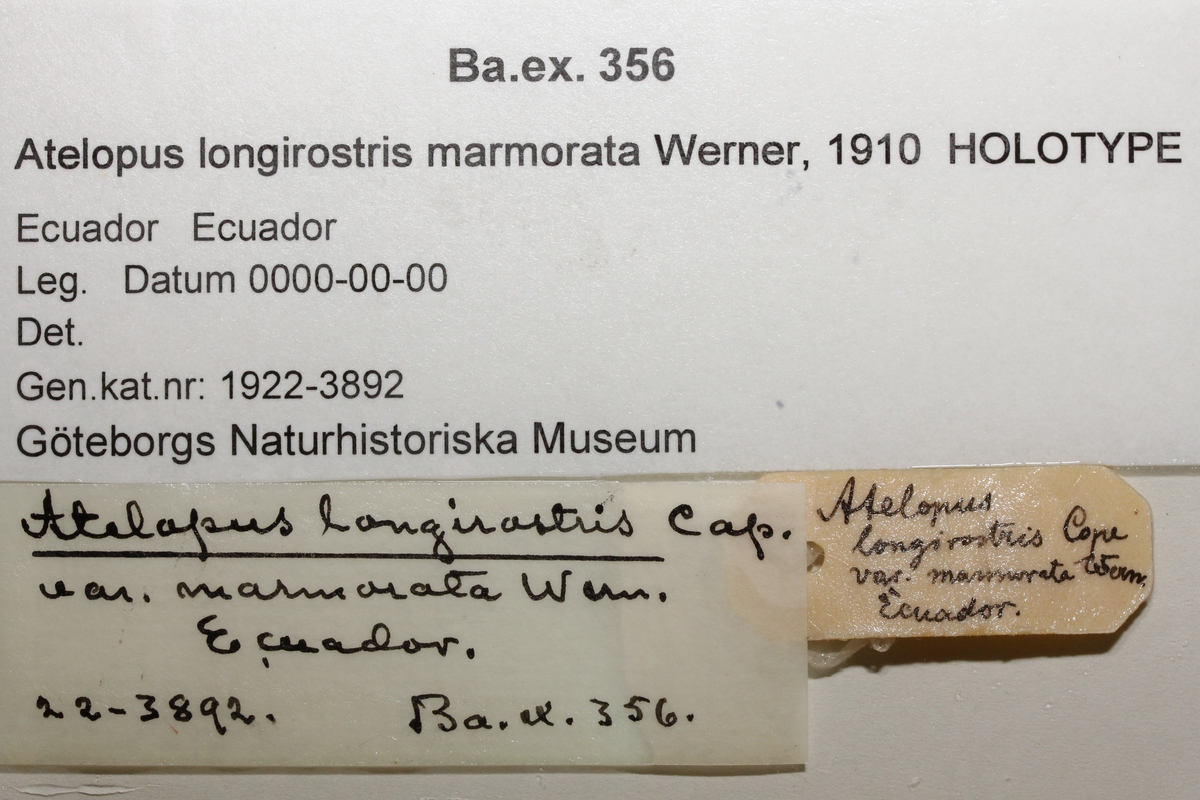 Ba.ex. 356
Atelopus longirostris marmorata Werner, 1910 HOLOTYPE
Ecuador Ecuador
Leg. Datum 0000-00-00
Det.
Gen.kat.nr: 1922-3892
Göteborgs Naturhistoriska Museum
Atelopus longirostris Cap.
var. marmorata Wern.
Ecuador.
22-3892. Ba.ex. 356.
Atelopus
longirostris Cope
var. marmorata Wern.
Ecuador.